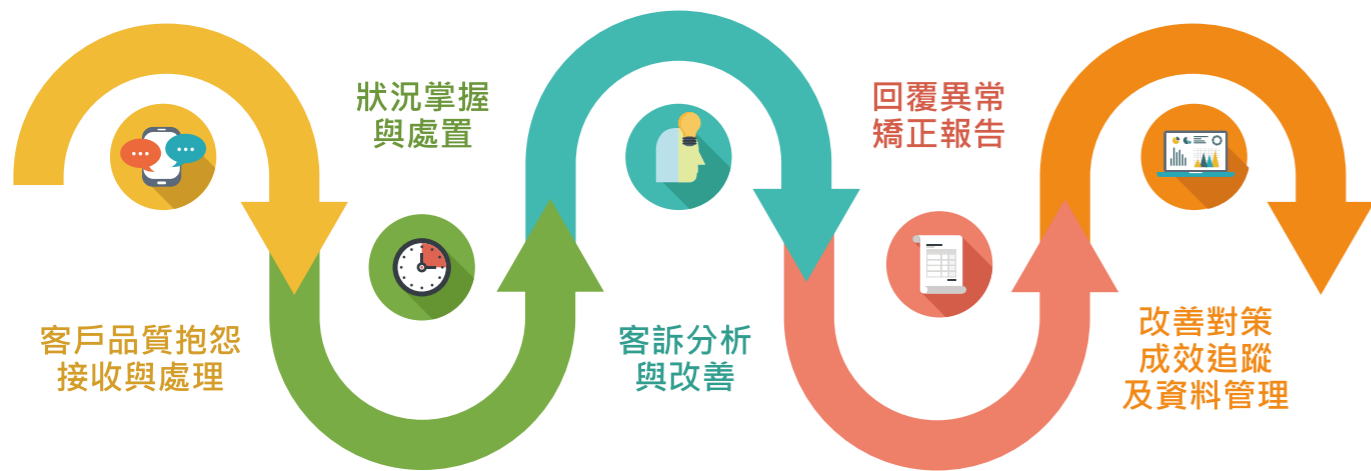 客戶品質抱怨
接收與處理
狀況掌握
與處置
客訴分析
與改善
回覆異常
矯正報告
改善對策
成效追蹤
及資料管理